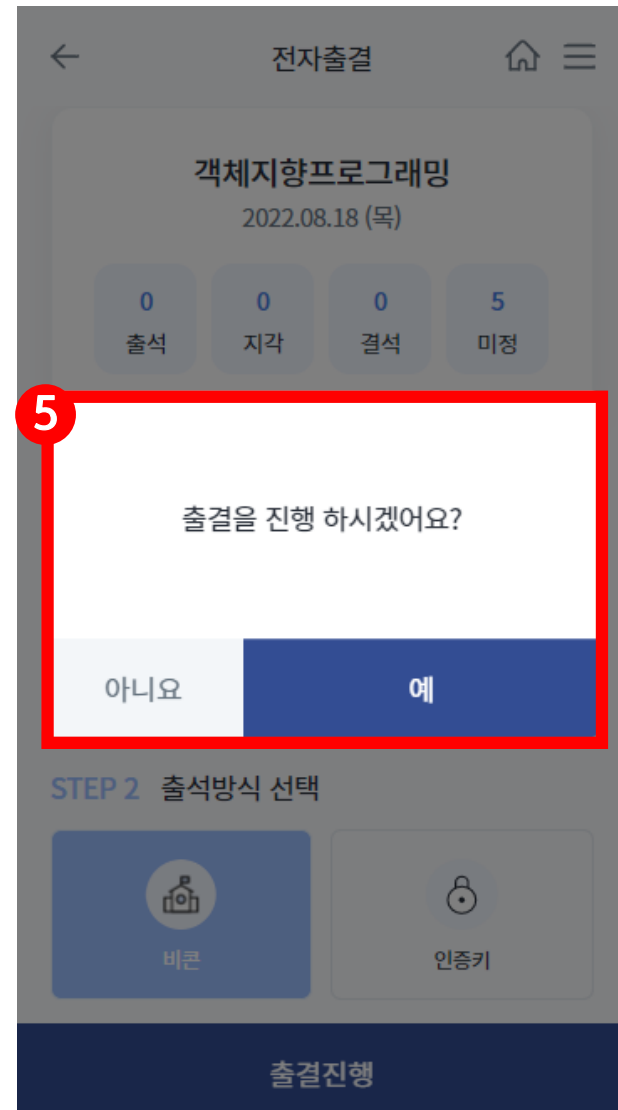 전자출결
객체지향프로그래밍
2022.08.18 (목)
0 0 0 5
출석 지각 결석 미정
5
출결을 진행 하시겠어요?
아니요 예
STEP 2 출석방식 선택
비콘 인증키
출결진행